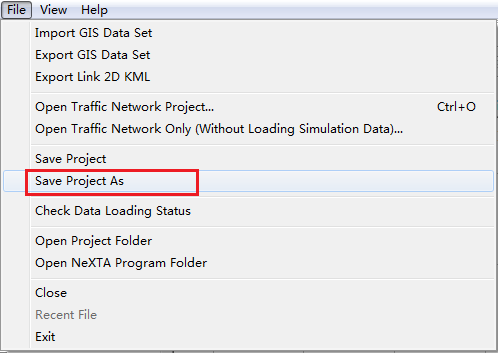 File View Help
Import GIS Data Set
Export GIS Data Set
Export Link 2D KML
Open Traffic Network Project... Ctrl+O
Open Traffic Network Only (Without Loading Simulation Data)...
Save Project
Save Project As
Check Data Loading Status
Open Project Folder
Open NeXTA Program Folder
Close
Recent File
Exit